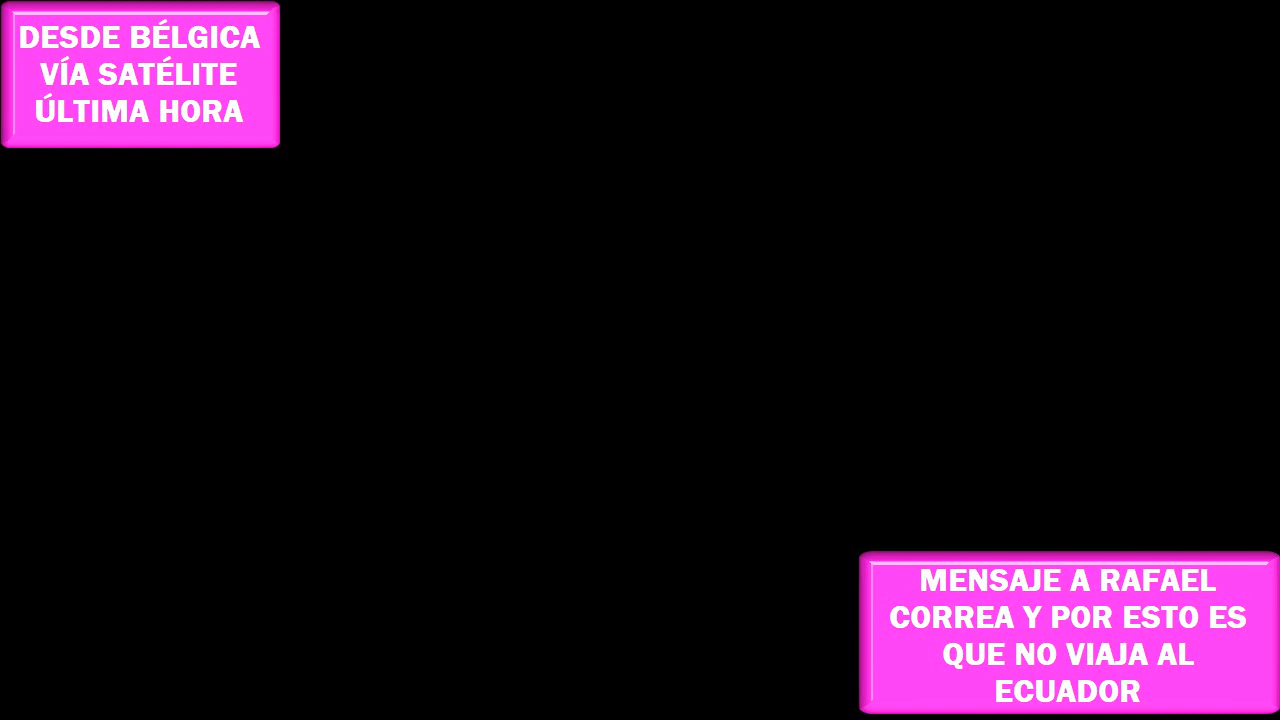 DESDE BÉLGICA
VÍA SATÉLITE
ÚLTIMA HORA
MENSAJE A RAFAEL
CORREA Y POR ESTO ES
QUE NO VIAJA AL
ECUADOR